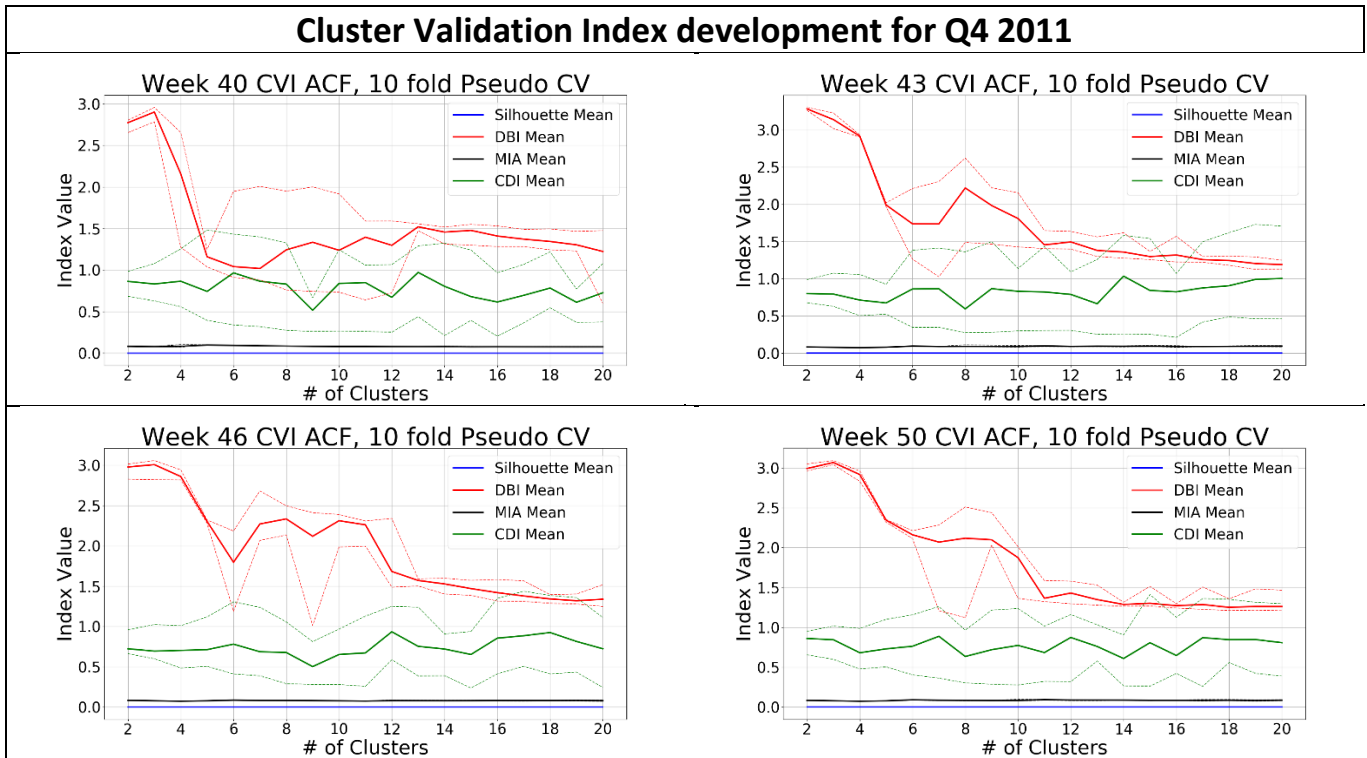 Cluster Validation Index development for Q4 2011
Week 40 CVI ACF, 10 fold Pseudo CV
Silhouette Mean
DBI Mean
MIA Mean
CDI Mean
3.0
2.5
2.0
1.5
1.0
0.5
0.0
Index Value
2 4 6 8 10 12 14 16 18 20
# of Clusters
Week 43 CVI ACF, 10 fold Pseudo CV
Silhouette Mean
DBI Mean
MIA Mean
CDI Mean
3.0
2.5
2.0
1.5
1.0
0.5
0.0
Index Value
2 4 6 8 10 12 14 16 18 20
# of Clusters
Week 46 CVI ACF, 10 fold Pseudo CV
Silhouette Mean
DBI Mean
MIA Mean
CDI Mean
3.0
2.5
2.0
1.5
1.0
0.5
0.0
Index Value
2 4 6 8 10 12 14 16 18 20
# of Clusters
Week 50 CVI ACF, 10 fold Pseudo CV
Silhouette Mean
DBI Mean
MIA Mean
CDI Mean
3.0
2.5
2.0
1.5
1.0
0.5
0.0
Index Value
2 4 6 8 10 12 14 16 18 20
# of Clusters